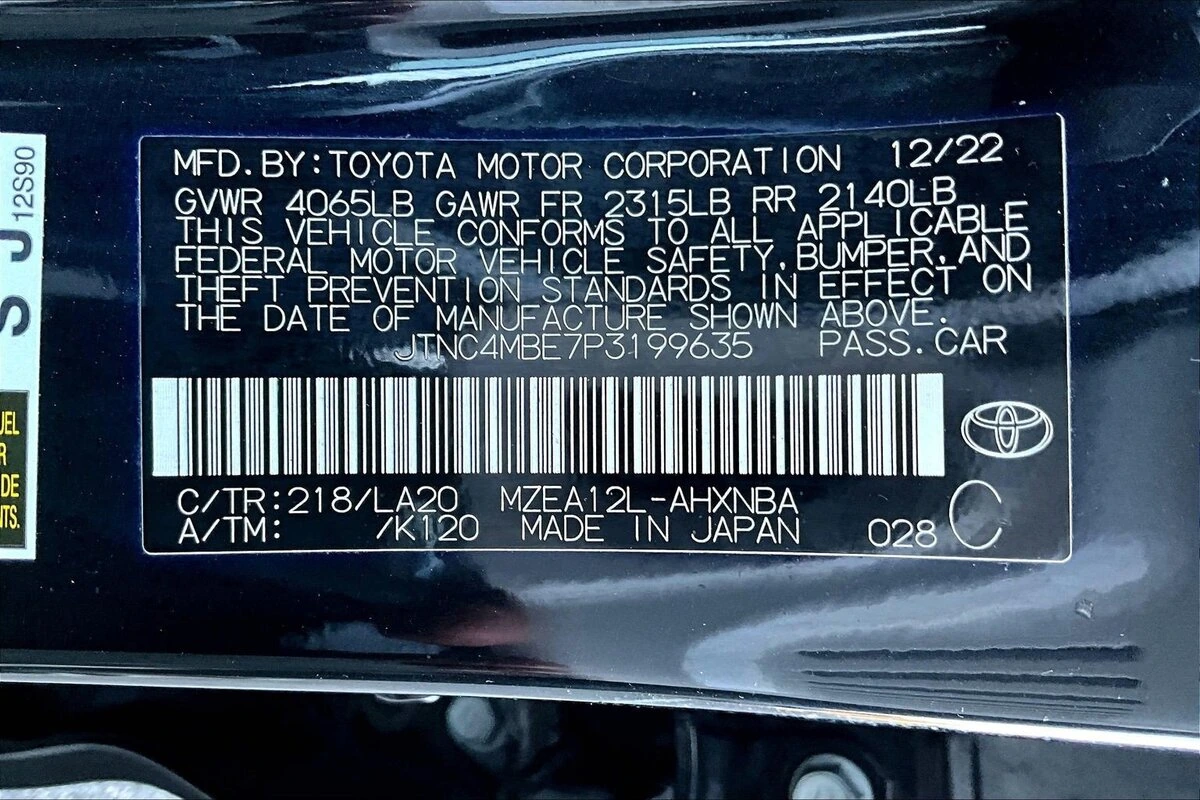 MFD.BY:TOYOTA MOTOR CORPORATION 12/22
GVWR 4065LB GAWR FR 2315LB RR 2140LB
THIS VEHICLE CONFORMS TO ALL APPLICABLE
FEDERAL MOTOR VEHICLE SAFETY,BUMPER,AND
THEFT PREVENTION STANDARDS IN EFFECT ON
THE DATE OF MANUFACTURE SHOWN ABOVE.
JTNC4MBE7P3199635 PASS.CAR
C/TR:218/LA20 MZEA12L-AHXNBA
A/TM: /K120 MADE IN JAPAN 028 C
S J 12S90